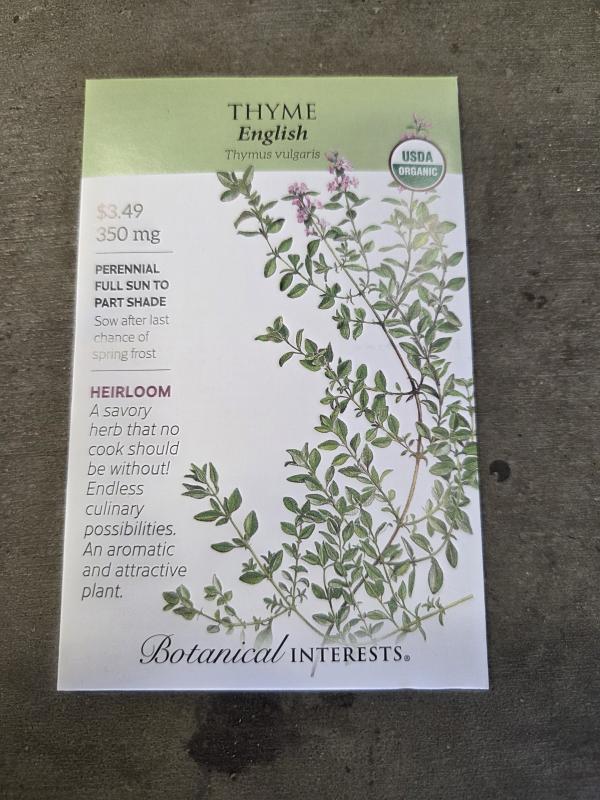 THYME
English
Thymus vulgaris
USDA
ORGANIC
$3.49
350 mg
PERENNIAL
FULL SUN TO
PART SHADE
Sow after last
chance of
spring frost
HEIRLOOM
A savory
herb that no
cook should
be without!
Endless
culinary
possibilities.
An aromatic
and attractive
plant.
Botanical INTERESTS®